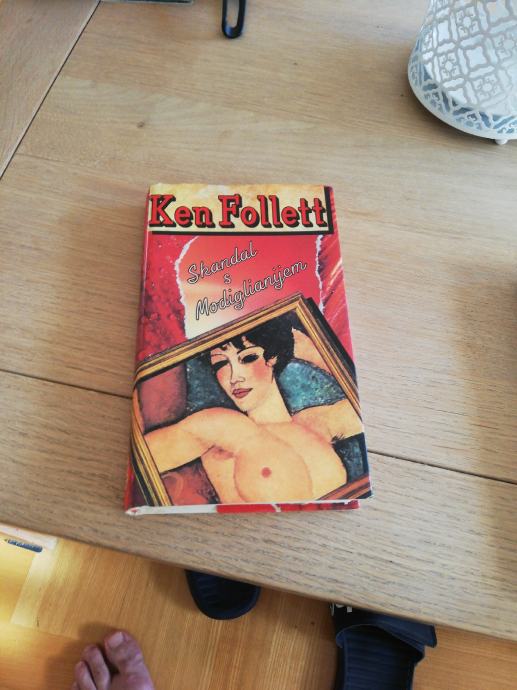 Ken Follett
Skandal
s
Modiglianijem